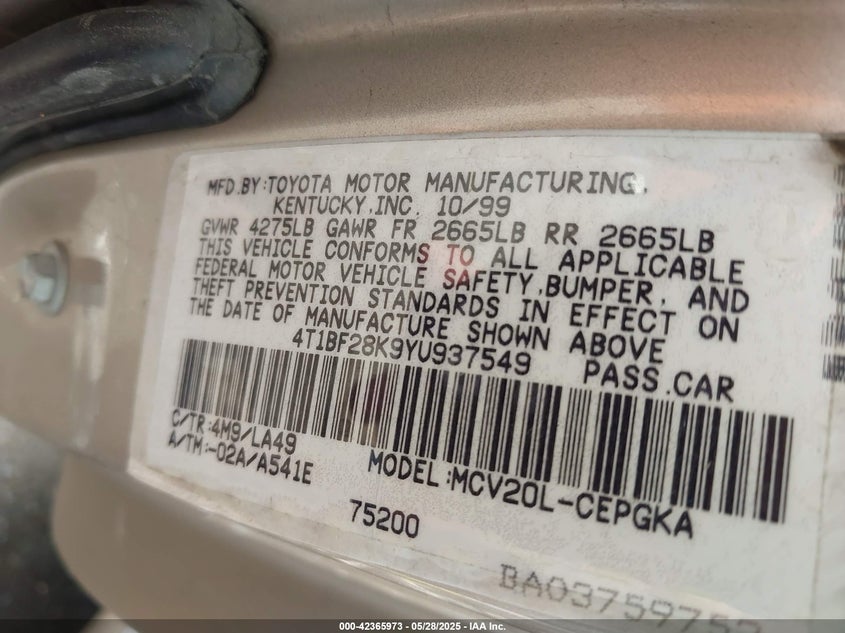 MFD.BY:TOYOTA MOTOR MANUFACTURING,
KENTUCKY,INC. 10/99
GVWR 4275LB GAWR FR 2665LB RR 2665LB
THIS VEHICLE CONFORMS TO ALL APPLICABLE
FEDERAL MOTOR VEHICLE SAFETY,BUMPER, AND
THEFT PREVENTION STANDARDS IN EFFECT ON
THE DATE OF MANUFACTURE SHOWN ABOVE
4T1BF28K9YU937549 PASS.CAR
C/TR:4M9/LA49
A/TM:-02A/A541E
MODEL:MCV20L-CEPGKA
75200
000-42365973 | 05/28/2025 - IAA Inc.